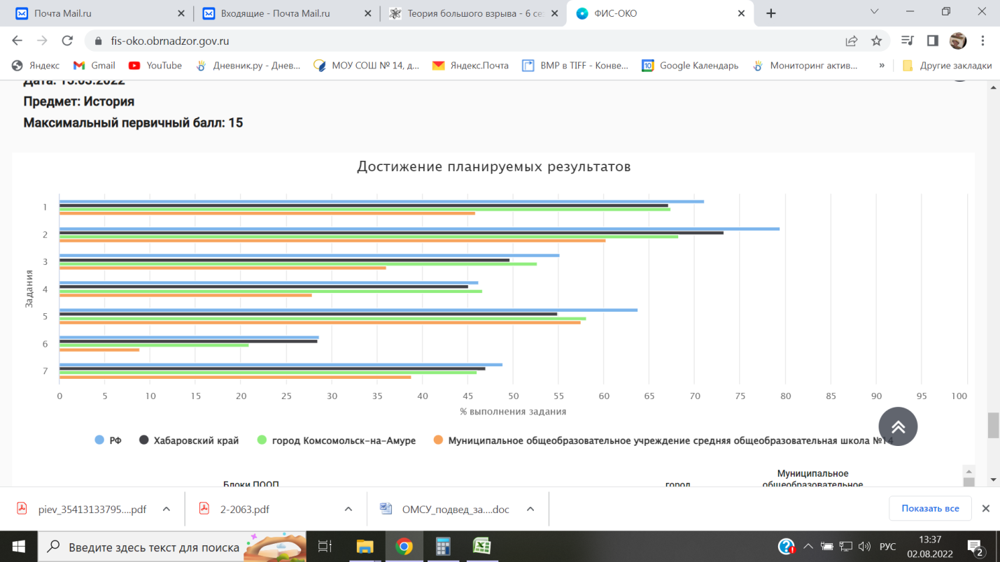 Почта Mail.ru
Входящие - Почта Mail.ru
Теория большого взрыва - 6 се
ФИС-ОКО
fis-oko.obrnadzor.gov.ru
Яндекс
Gmail
YouTube
Дневник.ру - Днев...
МОУ СОШ № 14, д...
Яндекс.Почта
BMP в TIFF - Конве...
Google Календарь
Мониторинг актив...
»
Другие закладки
Дата: 15.03.2022
Предмет: История
Максимальный первичный балл: 15
Достижение планируемых результатов
Задания
1
2
3
4
5
6
7
0 5 10 15 20 25 30 35 40 45 50 55 60 65 70 75 80 85 90 95 100
% выполнения задания
РФ
Хабаровский край
город Комсомольск-на-Амуре
Муниципальное общеобразовательное учреждение средняя общеобразовательная школа №14
Муниципальное
Блоки ПООП
город
общеобразовательное
piev_35413133795....pdf
2-2063.pdf
ОМСУ_подвед_за....doc
Показать все
Введите здесь текст для поиска
РУС
13:37
02.08.2022
2